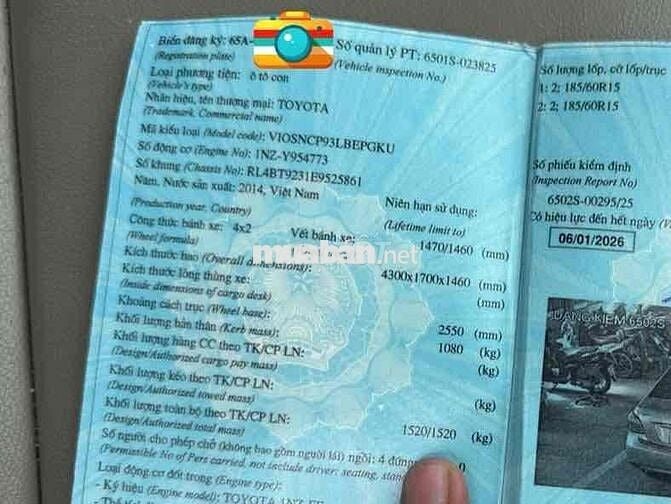 Biển đăng ký: 65A-
(Registration plate)
Số quản lý PT: 6501S-023825
(Vehicle inspection No.)
Loại phương tiện: ô tô con
(Vehicle's type)
Nhãn hiệu, tên thương mại: TOYOTA
(Trademark, Commercial name)
Mã kiểu loại (Model code): VIOSNCP93LBEPGKU
Số động cơ (Engine No): 1NZ-Y954773
Số khung (Chassis No): RL4BT9231E9525861
Năm, Nước sản xuất: 2014, Việt Nam
(Production year, Country)
Niên hạn sử dụng:
(Lifetime limit to)
Công thức bánh xe: 4x2
(Wheel formula)
Vết bánh xe: 1470/1460 (mm)
Kích thước bao (Overall dimensions): 4300x1700x1460 (mm)
Kích thước lòng thùng xe: (mm)
(Inside dimensions of cargo desk)
Khoảng cách trục (Wheel base): 2550 (mm)
Khối lượng bản thân (Kerb mass): 1080 (kg)
Khối lượng hàng CC theo TK/CP LN: (kg)
(Design/Authorized cargo pay mass)
Khối lượng kéo theo TK/CP LN: (kg)
(Design/Authorized towed mass)
Khối lượng toàn bộ theo TK/CP LN: 1520/1520 (kg)
(Design/Authorized total mass)
Số người cho phép chở (không bao gồm người lái) ngồi: 4 đứng 0
(Permissible No of Pers carried, not include driver: seating, stand
Loại động cơ đốt trong (Engine type):
- Ký hiệu (Engine model): TOYOTA 1NZ FE
Số lượng lốp, cỡ lốp/trục
1: 2; 185/60R15
2: 2; 185/60R15
Số phiếu kiểm định
(Inspection Report No)
6502S-00295/25
Có hiệu lực đến hết ngày
06/01/2026
DANG KIEM 6502S
muaban.net